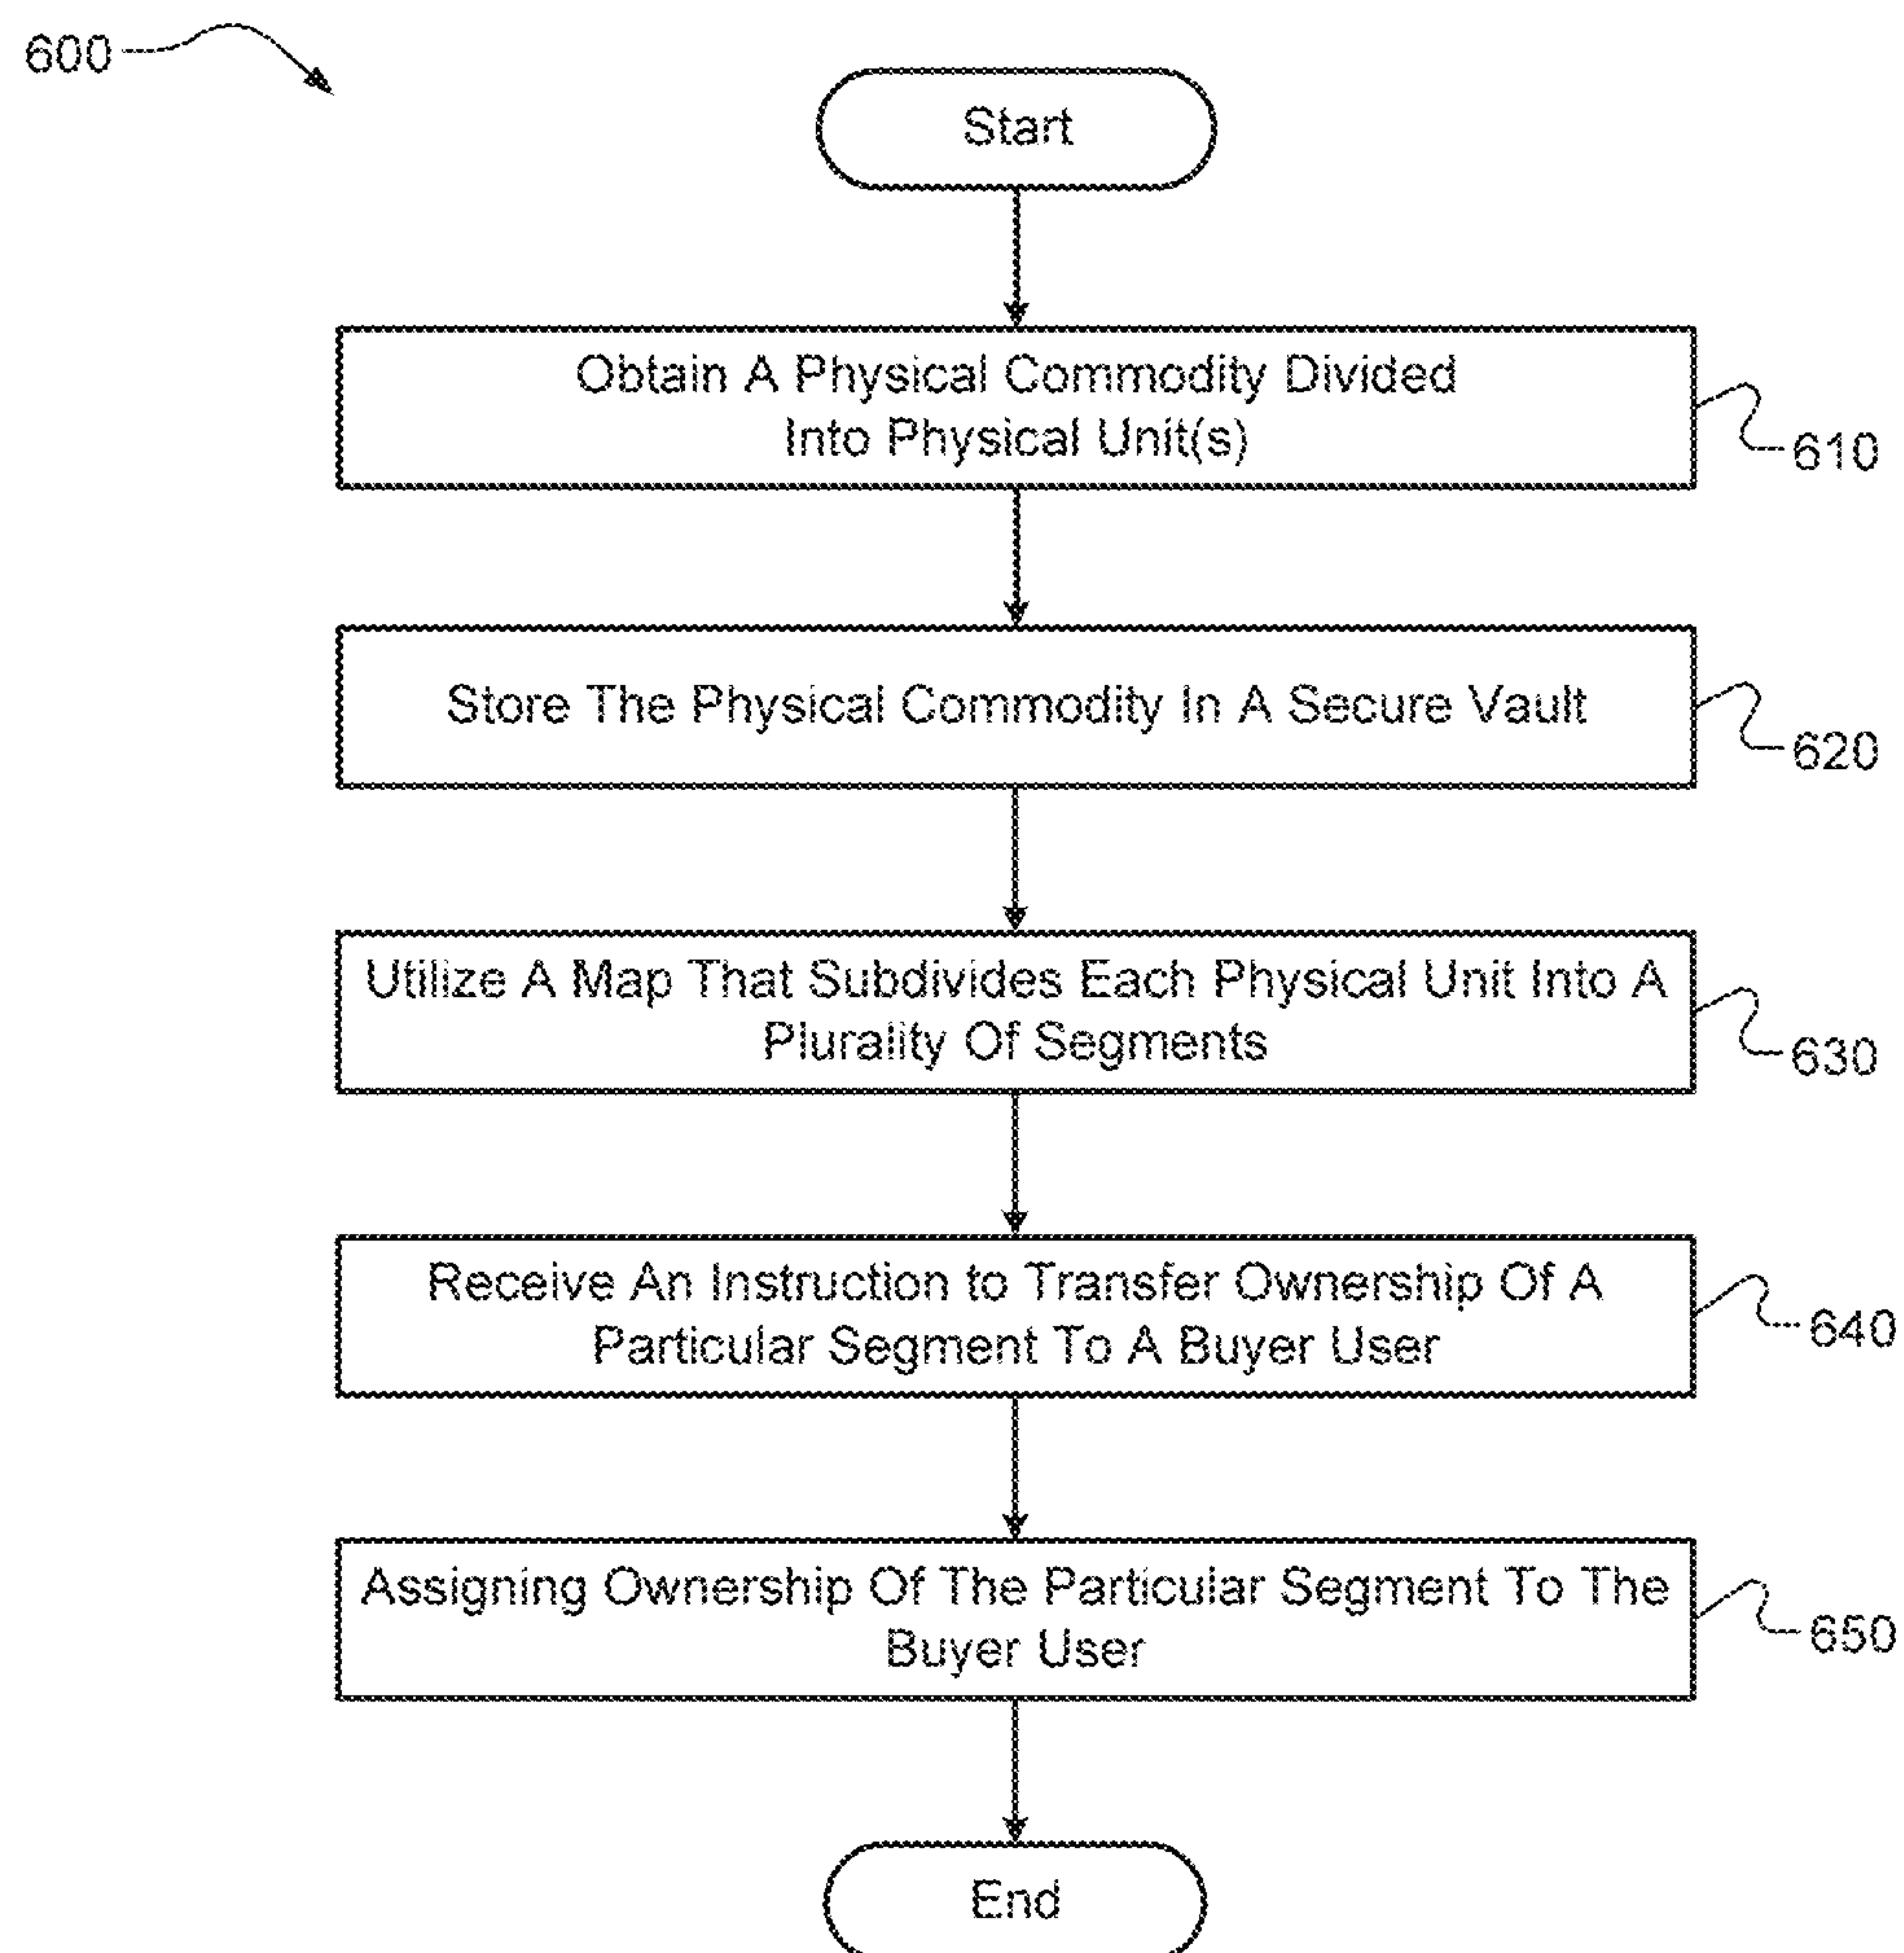 600
Start
Obtain A Physical Commodity Divided
Into Physical Unit(s)
610
Store The Physical Commodity In A Secure Vault
620
Utilize A Map That Subdivides Each Physical Unit Into A
Plurality Of Segments
630
Receive An Instruction to Transfer Ownership Of A
Particular Segment To A Buyer User
640
Assigning Ownership Of The Particular Segment To The
Buyer User
650
End